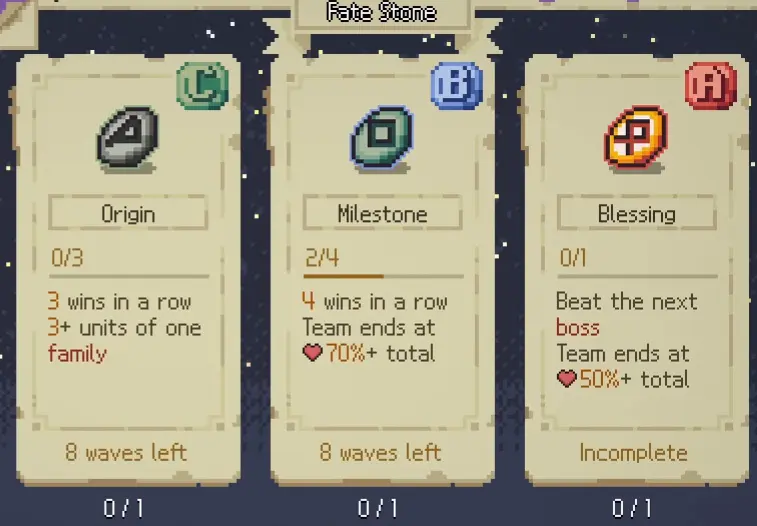 Fate Stone
C
Origin
0/3
3 wins in a row
3+ units of one
family
8 waves left
0/1
B
Milestone
2/4
4 wins in a row
Team ends at
70%+ total
8 waves left
0/1
A
Blessing
0/1
Beat the next
boss
Team ends at
50%+ total
Incomplete
0/1